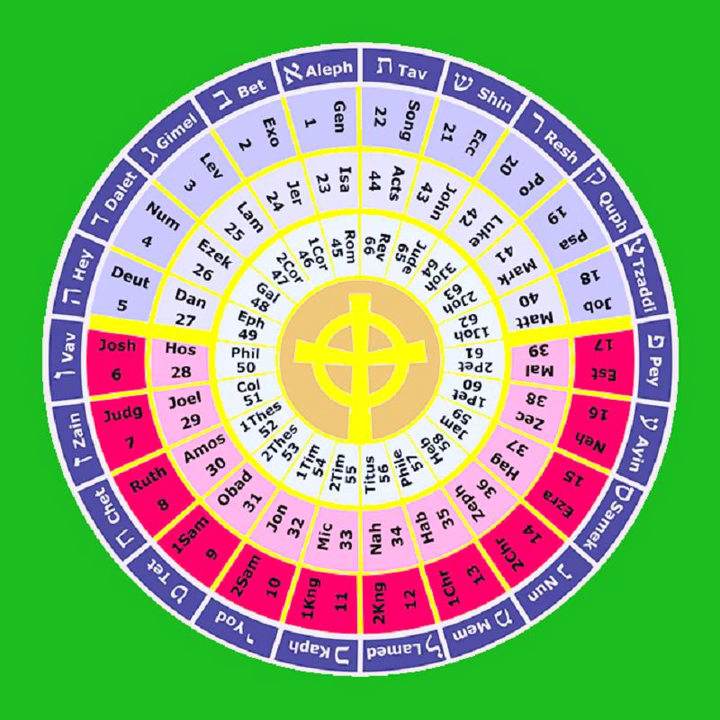 א Aleph
ב Bet
ג Gimel
ד Dalet
ה Hey
ו Vav
ז Zain
ח Chet
ט Tet
י Yod
כ Kaph
ל Lamed
מ Mem
נ Nun
ס Samek
ע Ayin
פ Pey
צ Tzaddi
ק Quph
ר Resh
ש Shin
ת Tav
Gen
1
Exo
2
Lev
3
Num
4
Deut
5
Josh
6
Judg
7
Ruth
8
1Sam
9
2Sam
10
1Kng
11
2Kng
12
1Chr
13
2Chr
14
Ezra
15
Neh
16
Est
17
Job
18
Psa
19
Pro
20
Ecc
21
Song
22
Isa
23
Jer
24
Lam
25
Ezek
26
Dan
27
Hos
28
Joel
29
Amos
30
Obad
31
Jon
32
Mic
33
Nah
34
Hab
35
Zeph
36
Hag
37
Zec
38
Mal
39
Matt
40
Mark
41
Luke
42
John
43
Acts
44
Rom
45
1Cor
46
2Cor
47
Gal
48
Eph
49
Phil
50
Col
51
1Thes
52
2Thes
53
1Tim
54
2Tim
55
Titus
56
Phile
57
Heb
58
Jam
59
1Pet
60
2Pet
61
1Joh
62
2Joh
63
3Joh
64
Jude
65
Rev
66